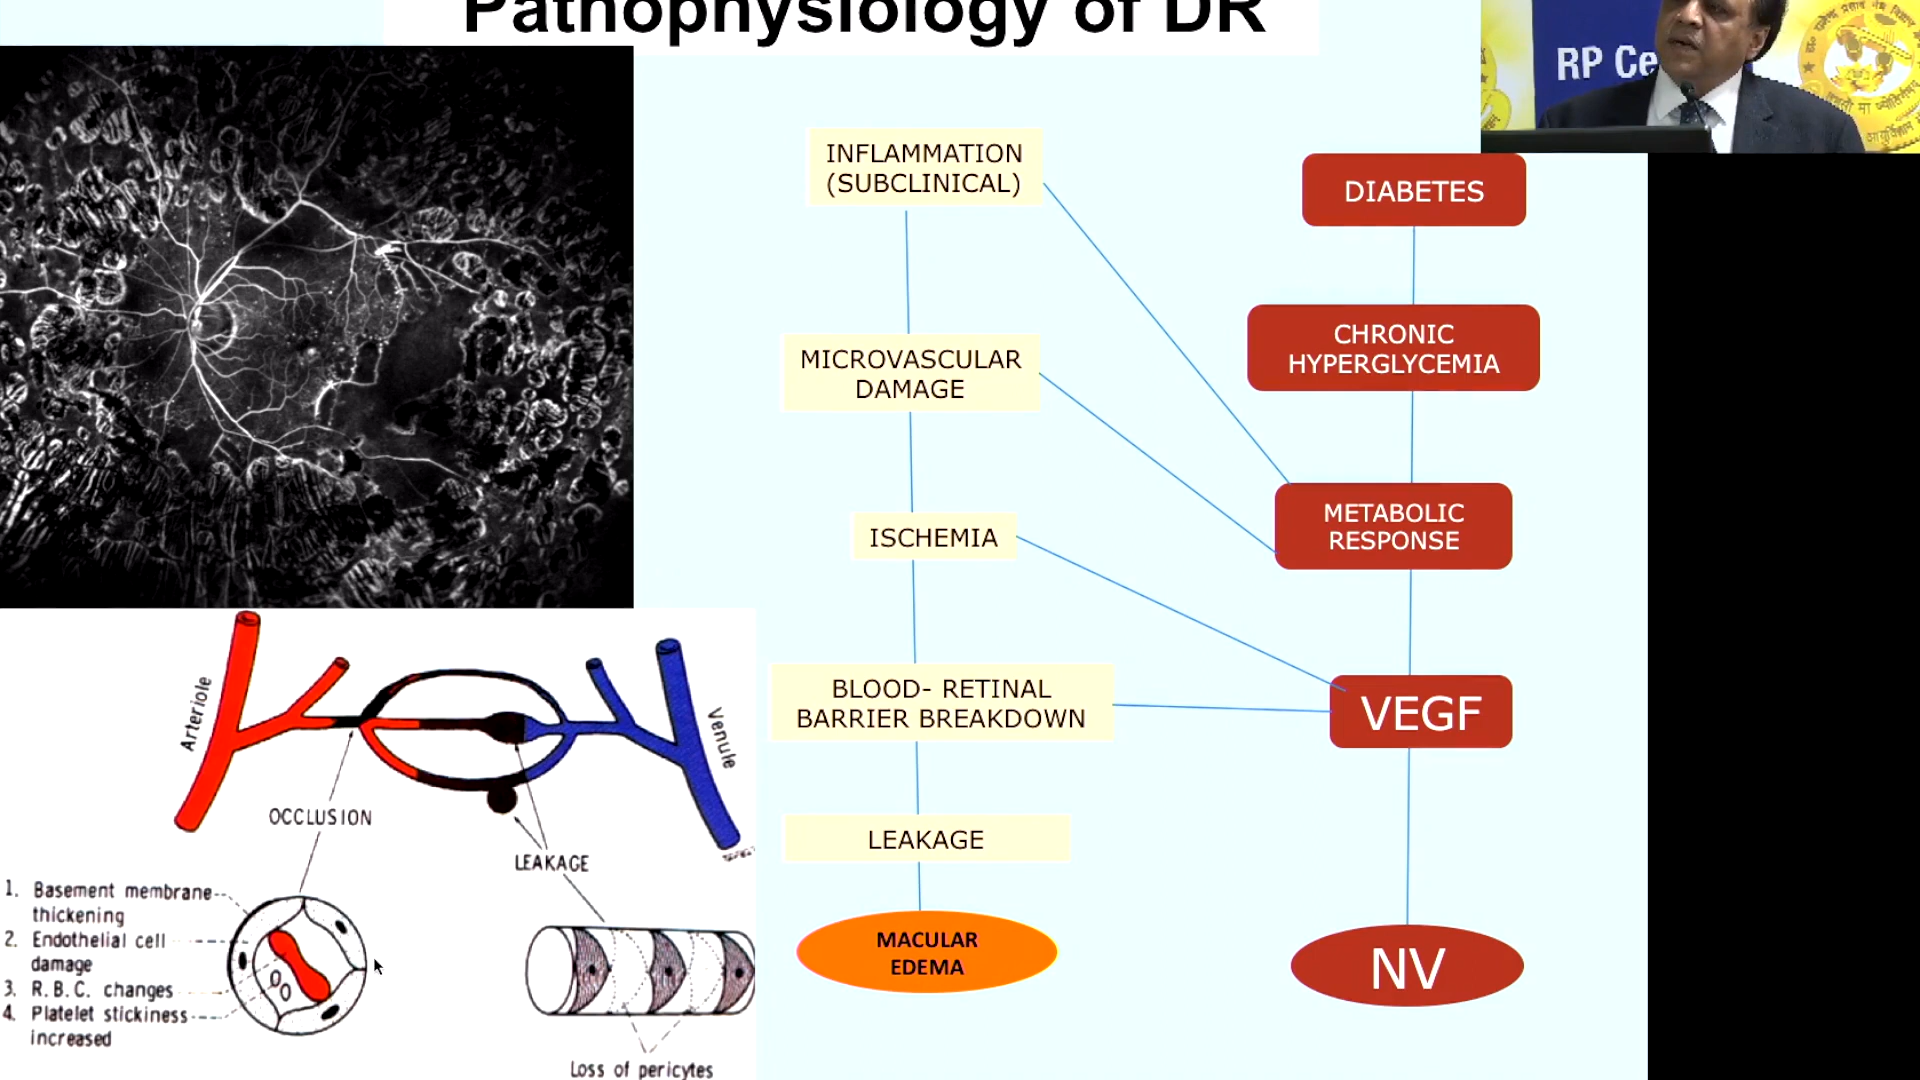 Pathophysiology of DR
RP Ce
INFLAMMATION
(SUBCLINICAL)
MICROVASCULAR
DAMAGE
ISCHEMIA
BLOOD- RETINAL
BARRIER BREAKDOWN
LEAKAGE
MACULAR
EDEMA
DIABETES
CHRONIC
HYPERGLYCEMIA
METABOLIC
RESPONSE
VEGF
NV
Arteriole
Venule
OCCLUSION
LEAKAGE
1. Basement membrane
thickening
2. Endothelial cell
damage
3. R.B.C. changes
4. Platelet stickiness
increased
Loss of pericytes